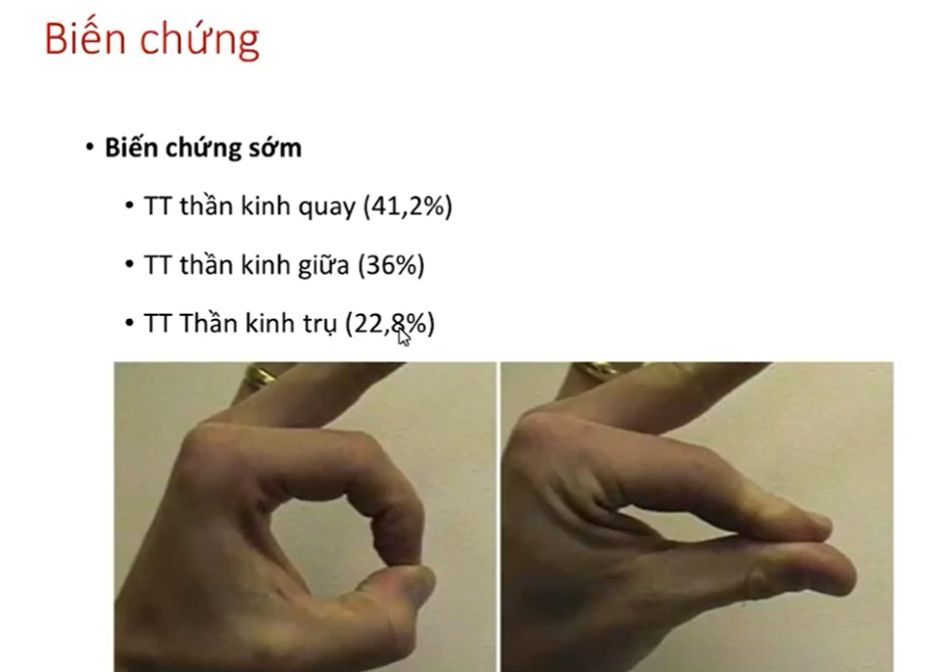 Biến chứng
• Biến chứng sớm
• TT thần kinh quay (41,2%)
• TT thần kinh giữa (36%)
• TT Thần kinh trụ (22,8%)